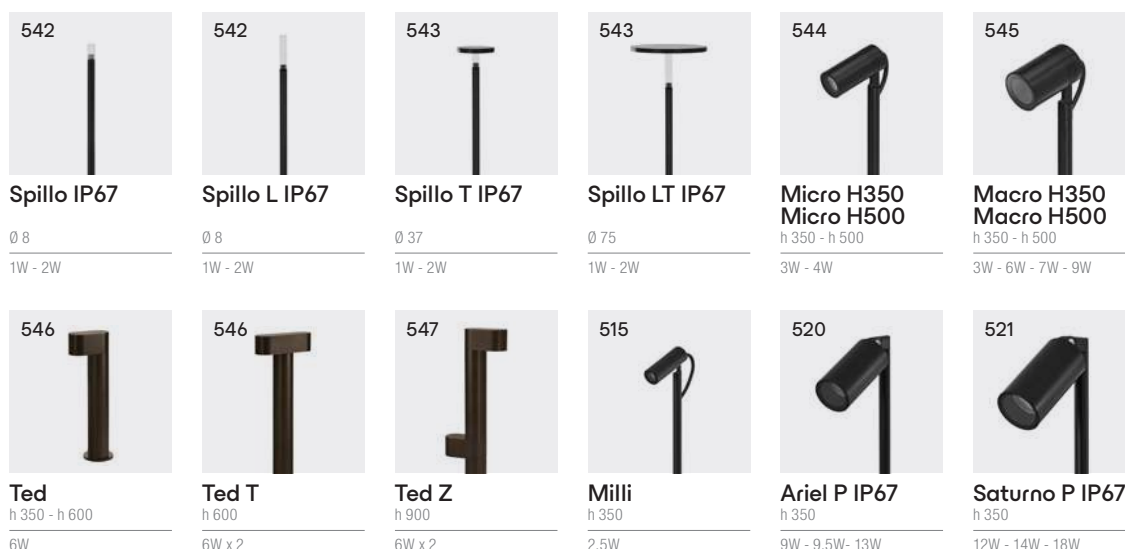 542
542
543
543
544
545
Spillo IP67
Spillo L IP67
Spillo T IP67
Spillo LT IP67
Micro H350
Micro H500
Macro H350
Macro H500
Ø 8
Ø 8
Ø 37
Ø 75
h 350 - h 500
h 350 - h 500
1W - 2W
1W - 2W
1W - 2W
1W - 2W
3W - 4W
3W - 6W - 7W - 9W
546
546
547
515
520
521
Ted
Ted T
Ted Z
Milli
Ariel P IP67
Saturno P IP67
h 350 - h 600
h 600
h 900
h 350
h 350
h 350
6W
6W x 2
6W x 2
2.5W
9W - 9.5W- 13W
12W - 14W - 18W